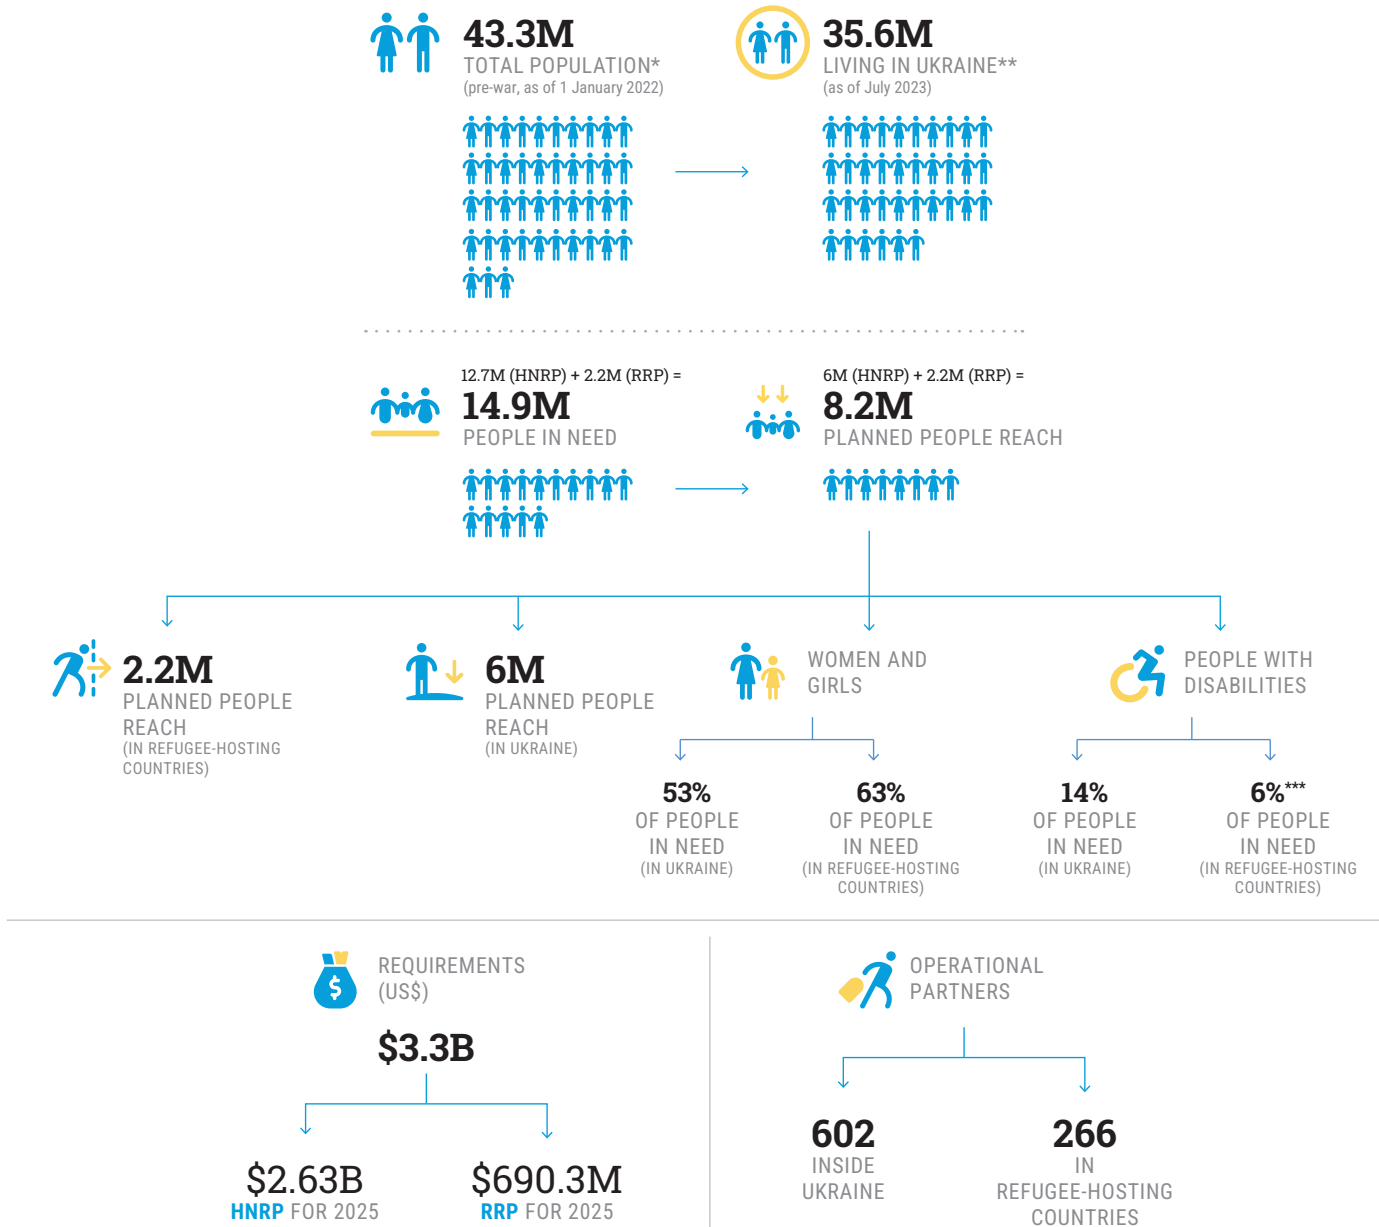 43.3M
TOTAL POPULATION*
(pre-war, as of 1 January 2022)
35.6M
LIVING IN UKRAINE**
(as of July 2023)
12.7M (HNRP) + 2.2M (RRP) =
14.9M
PEOPLE IN NEED
6M (HNRP) + 2.2M (RRP) =
8.2M
PLANNED PEOPLE REACH
2.2M
PLANNED PEOPLE
REACH
(IN REFUGEE-HOSTING
COUNTRIES)
6M
PLANNED PEOPLE
REACH
(IN UKRAINE)
WOMEN AND
GIRLS
53%
OF PEOPLE
IN NEED
(IN UKRAINE)
63%
OF PEOPLE
IN NEED
(IN REFUGEE-HOSTING
COUNTRIES)
PEOPLE WITH
DISABILITIES
14%
OF PEOPLE
IN NEED
(IN UKRAINE)
6%***
OF PEOPLE
IN NEED
(IN REFUGEE-HOSTING
COUNTRIES)
$
REQUIREMENTS
(US$)
$3.3B
$2.63B
HNRP FOR 2025
$690.3M
RRP FOR 2025
OPERATIONAL
PARTNERS
602
INSIDE
UKRAINE
266
IN
REFUGEE-HOSTING
COUNTRIES